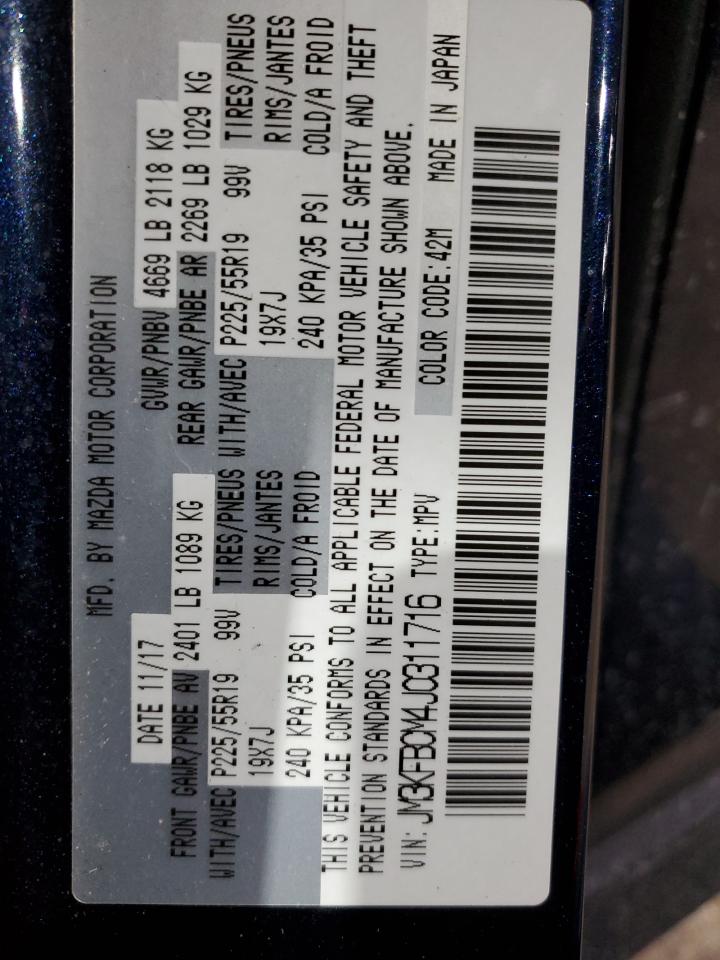 MFD. BY MAZDA MOTOR CORPORATION
DATE 11/17 GVWR/PNBV 4669 LB 2118 KG
FRONT GAWR/PNBE AV 2401 LB 1089 KG REAR GAWR/PNBE AR 2269 LB 1029 KG
WITH/AVEC P225/55R19 99V TIRES/PNEUS WITH/AVEC P225/55R19 99V TIRES/PNEUS
19X7J RIMS/JANTES 19X7J RIMS/JANTES
240 KPA/35 PSI COLD/A FROID 240 KPA/35 PSI COLD/A FROID
THIS VEHICLE CONFORMS TO ALL APPLICABLE FEDERAL MOTOR VEHICLE SAFETY AND THEFT
PREVENTION STANDARDS IN EFFECT ON THE DATE OF MANUFACTURE SHOWN ABOVE.
VIN: JM3KFBCM4J0311716 TYPE:MPV COLOR CODE:42M MADE IN JAPAN